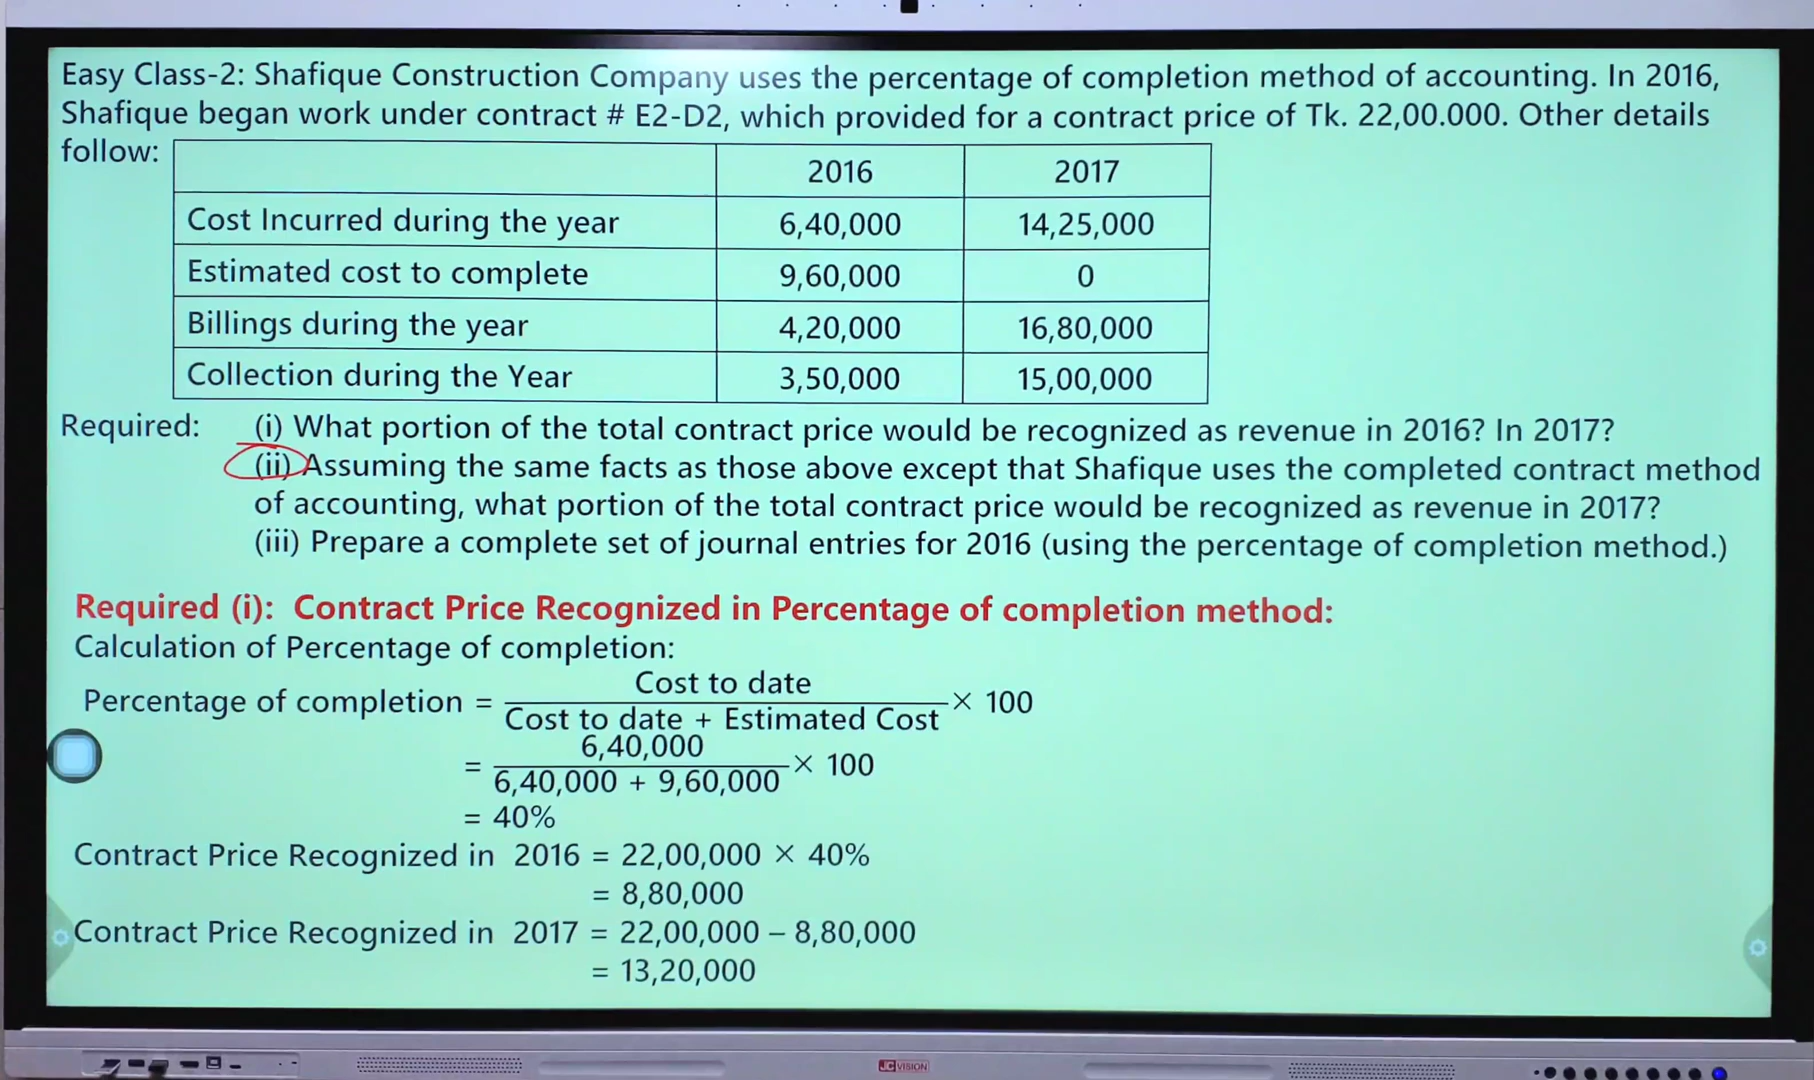 Easy Class-2: Shafique Construction Company uses the percentage of completion method of accounting. In 2016,
Shafique began work under contract # E2-D2, which provided for a contract price of Tk. 22,00.000. Other details
follow:
2016 2017
Cost Incurred during the year 6,40,000 14,25,000
Estimated cost to complete 9,60,000 0
Billings during the year 4,20,000 16,80,000
Collection during the Year 3,50,000 15,00,000
Required: (i) What portion of the total contract price would be recognized as revenue in 2016? In 2017?
(ii) Assuming the same facts as those above except that Shafique uses the completed contract method
of accounting, what portion of the total contract price would be recognized as revenue in 2017?
(iii) Prepare a complete set of journal entries for 2016 (using the percentage of completion method.)
Required (i): Contract Price Recognized in Percentage of completion method:
Calculation of Percentage of completion:
Cost to date
Percentage of completion = × 100
Cost to date + Estimated Cost
6,40,000
= × 100
6,40,000 + 9,60,000
= 40%
Contract Price Recognized in 2016 = 22,00,000 × 40%
= 8,80,000
Contract Price Recognized in 2017 = 22,00,000 – 8,80,000
= 13,20,000
JC VISION